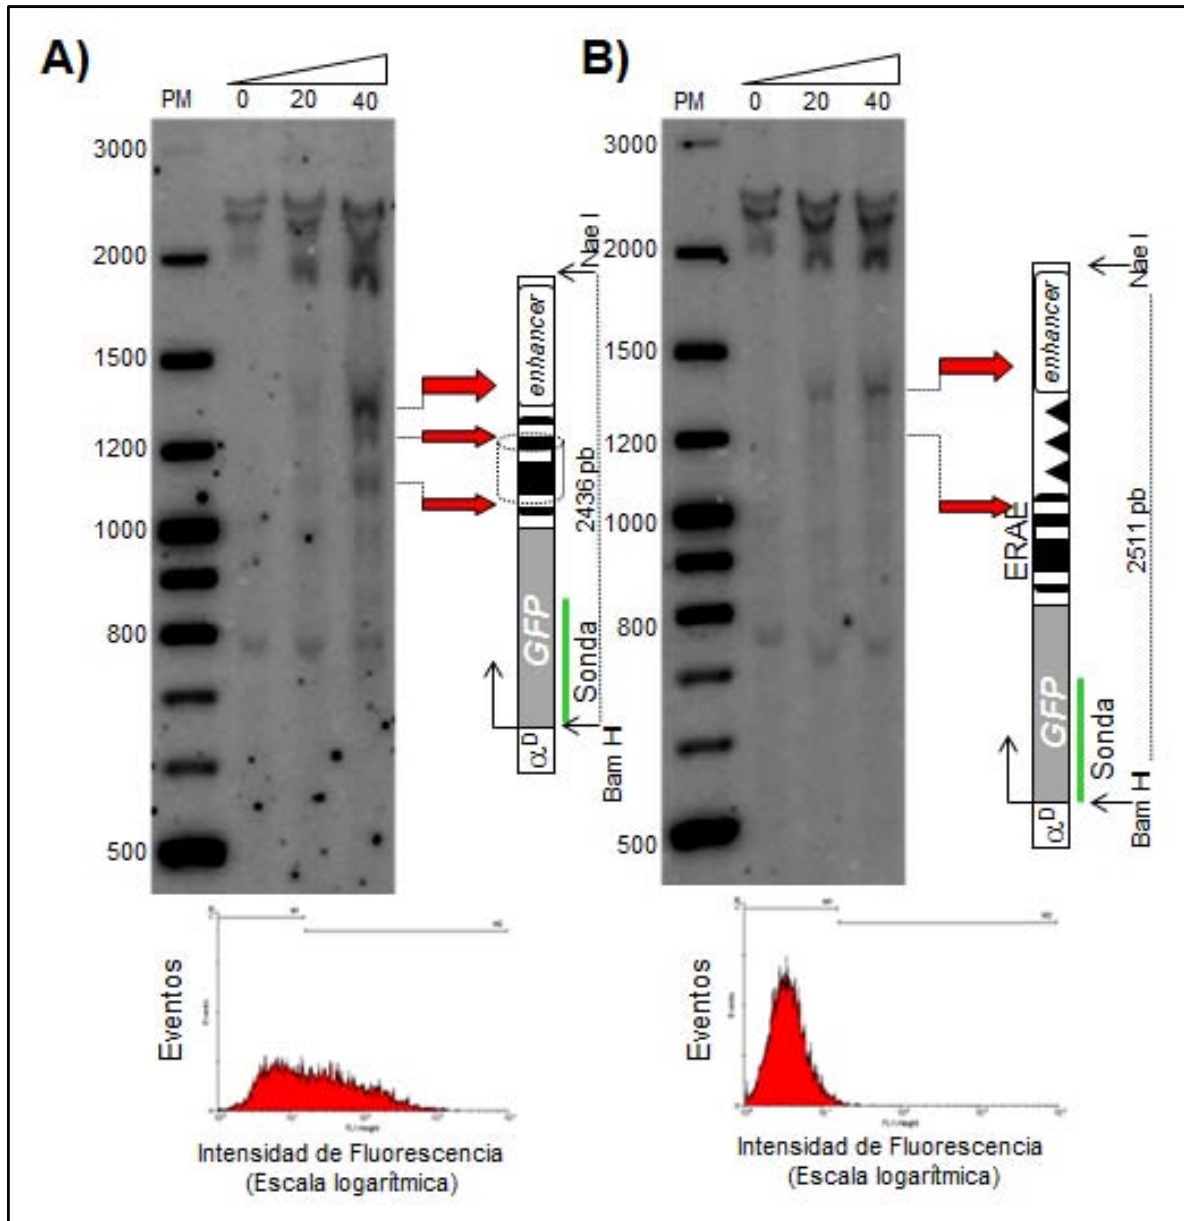 A)
PM 0 20 40
3000
2000
1500
1200
1000
800
500
Nae I
enhancer
2436 pb
GFP
Sonda
αD
Bam H
Eventos
Intensidad de Fluorescencia
(Escala logarítmica)
B)
PM 0 20 40
3000
2000
1500
1200
1000
800
500
Nae I
enhancer
ERAE
2511 pb
GFP
Sonda
αD
Bam H
Eventos
Intensidad de Fluorescencia
(Escala logarítmica)